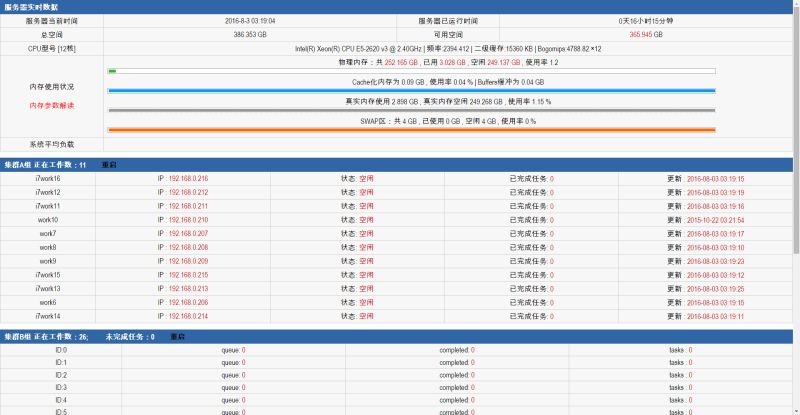 服务器实时数据
服务器当前时间 2016-8-3 03:19:04 服务器已运行时间 0天16小时15分钟
总空间 386.353 GB 可用空间 365.945 GB
CPU型号 [12核] Intel(R) Xeon(R) CPU E5-2620 v3 @ 2.40GHz | 频率:2394.412 | 二级缓存:15360 KB | Bogomips:4788.82 ×12
物理内存：共 252.165 GB , 已用 3.028 GB , 空闲 249.137 GB , 使用率 1.2
Cache化内存为 0.09 GB , 使用率 0.04 % | Buffers缓冲为 0.04 GB
内存使用状况
真实内存使用 2.898 GB , 真实内存空闲 249.268 GB , 使用率 1.15 %
内存参数解读
SWAP区：共 4 GB , 已使用 0 GB , 空闲 4 GB , 使用率 0 %
系统平均负载
集群A组 正在工作数：11 重启
i7work16 IP : 192.168.0.216 状态: 空闲 已完成任务: 0 更新 : 2016-08-03 03:19:15
i7work12 IP : 192.168.0.212 状态: 空闲 已完成任务: 0 更新 : 2016-08-03 03:19:19
i7work11 IP : 192.168.0.211 状态: 空闲 已完成任务: 0 更新 : 2016-08-03 03:19:16
work10 IP : 192.168.0.210 状态: 空闲 已完成任务: 0 更新 : 2015-10-22 03:21:54
work7 IP : 192.168.0.207 状态: 空闲 已完成任务: 0 更新 : 2016-08-03 03:19:17
work8 IP : 192.168.0.208 状态: 空闲 已完成任务: 0 更新 : 2016-08-03 03:19:10
work9 IP : 192.168.0.209 状态: 空闲 已完成任务: 0 更新 : 2016-08-03 03:19:23
i7work15 IP : 192.168.0.215 状态: 空闲 已完成任务: 0 更新 : 2016-08-03 03:19:12
i7work13 IP : 192.168.0.213 状态: 空闲 已完成任务: 0 更新 : 2016-08-03 03:19:25
work6 IP : 192.168.0.206 状态: 空闲 已完成任务: 0 更新 : 2016-08-03 03:19:15
i7work14 IP : 192.168.0.214 状态: 空闲 已完成任务: 0 更新 : 2016-08-03 03:19:11
集群B组 正在工作数：26; 未完成任务：0 重启
ID:0 queue: 0 completed: 0 tasks : 0
ID:1 queue: 0 completed: 0 tasks : 0
ID:2 queue: 0 completed: 0 tasks : 0
ID:3 queue: 0 completed: 0 tasks : 0
ID:4 queue: 0 completed: 0 tasks : 0
ID:5 queue: 0 completed: 0 tasks : 0